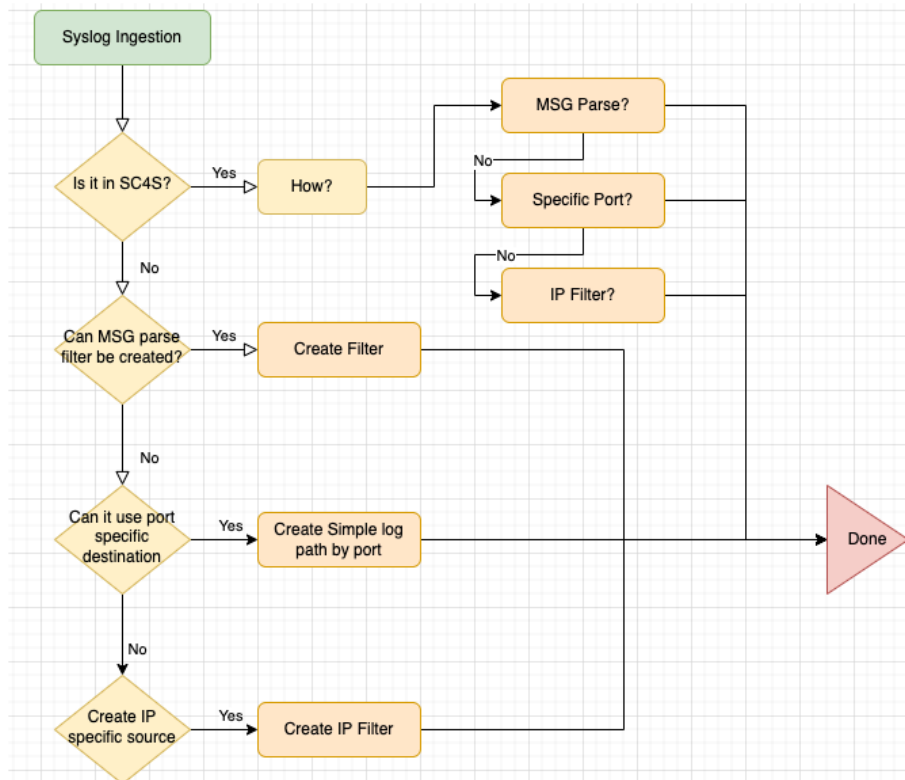 Syslog Ingestion
MSG Parse?
No
Is it in SC4S?
Yes
How?
Specific Port?
No
No
IP Filter?
Can MSG parse
filter be created?
Yes
Create Filter
No
Can it use port
specific
destination
Yes
Create Simple log
path by port
Done
No
Create IP
specific source
Yes
Create IP Filter